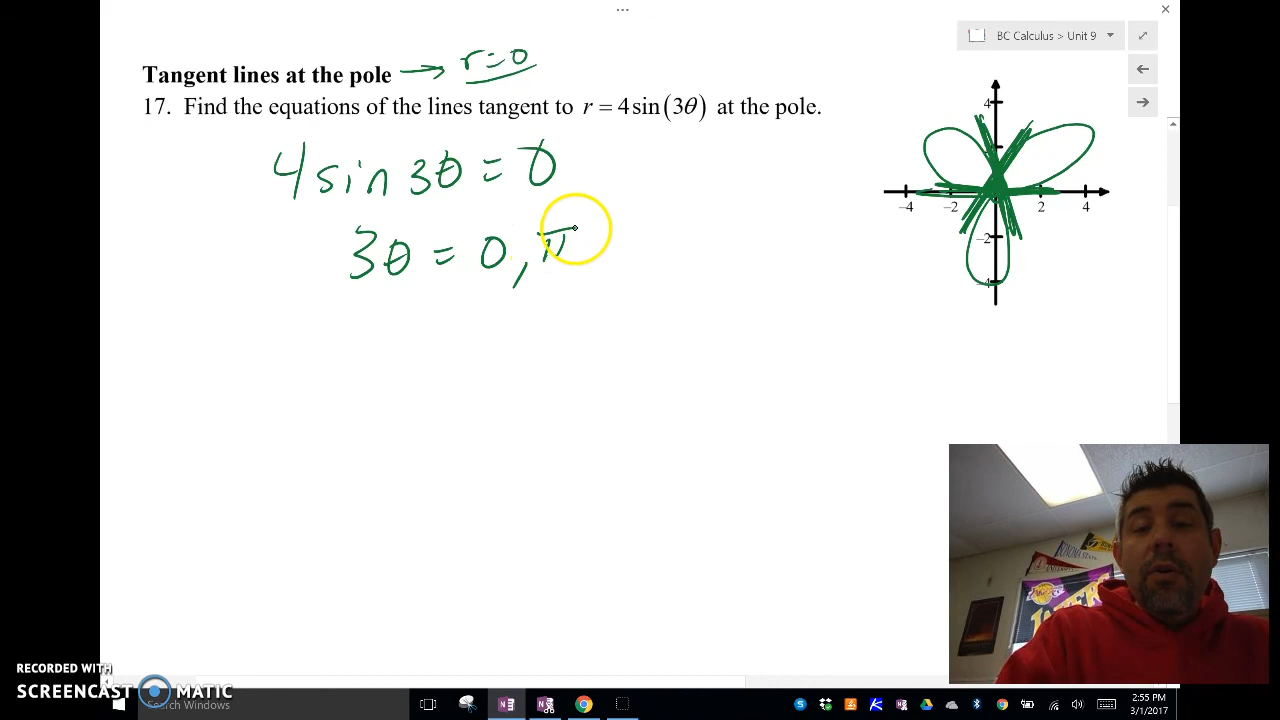 BC Calculus > Unit 9
Tangent lines at the pole → r=0
17. Find the equations of the lines tangent to r = 4sin(3θ) at the pole.
4 sin 3θ = 0
3θ = 0, π
4
-4 -2 2 4
-2
-4
RECORDED WITH
SCREENCAST MATIC
Search Windows
2:55 PM
3/1/2017